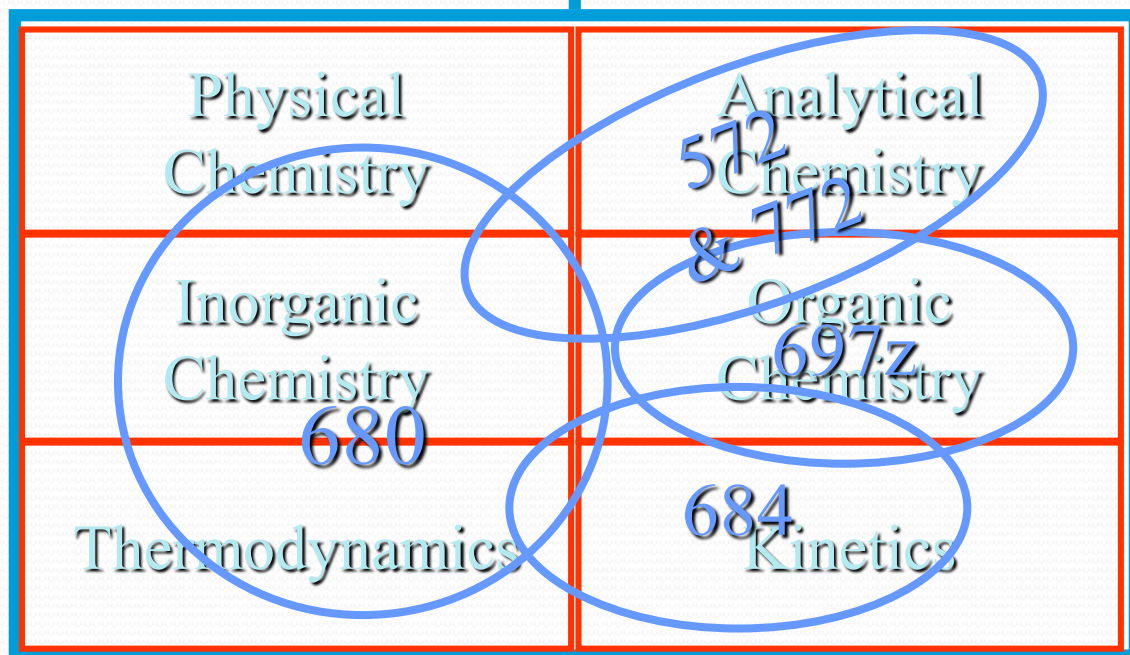 Physical
Chemistry
Analytical
Chemistry
572
& 772
Inorganic
Chemistry
680
Organic
Chemistry
697z
Thermodynamics
Kinetics
684